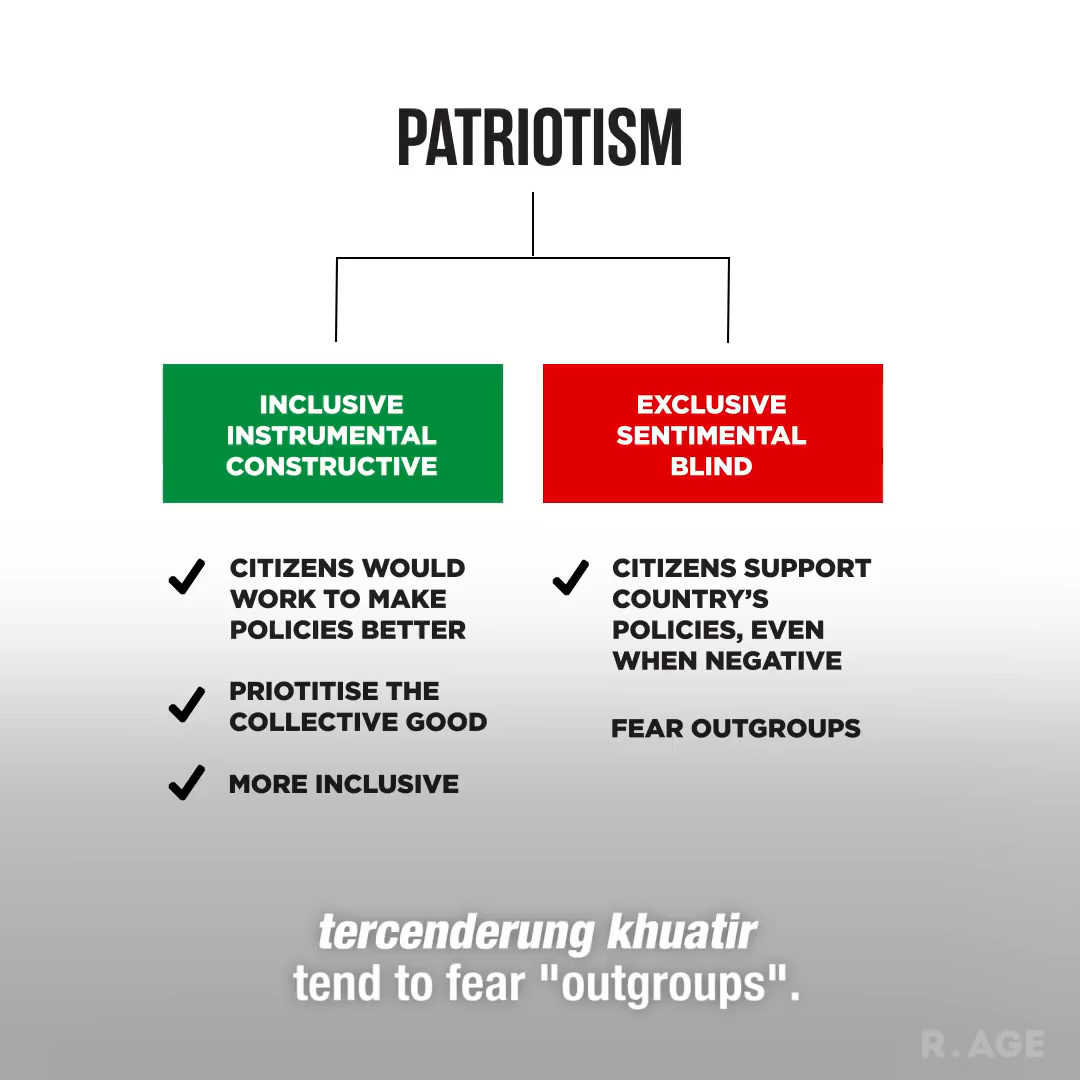 PATRIOTISM
INCLUSIVE
INSTRUMENTAL
CONSTRUCTIVE
CITIZENS WOULD
WORK TO MAKE
POLICIES BETTER
PRIOTITISE THE
COLLECTIVE GOOD
MORE INCLUSIVE
EXCLUSIVE
SENTIMENTAL
BLIND
CITIZENS SUPPORT
COUNTRY'S
POLICIES, EVEN
WHEN NEGATIVE
FEAR OUTGROUPS
tercenderung khuatir
tend to fear "outgroups".
R.AGE